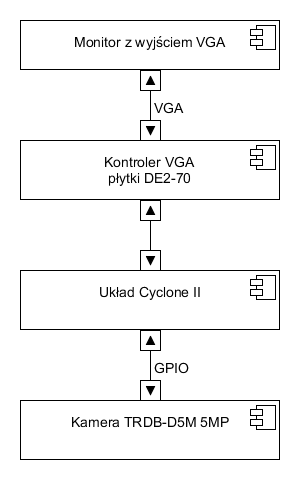 Monitor z wyjściem VGA
VGA
Kontroler VGA
płytki DE2-70
Układ Cyclone II
GPIO
Kamera TRDB-D5M 5MP